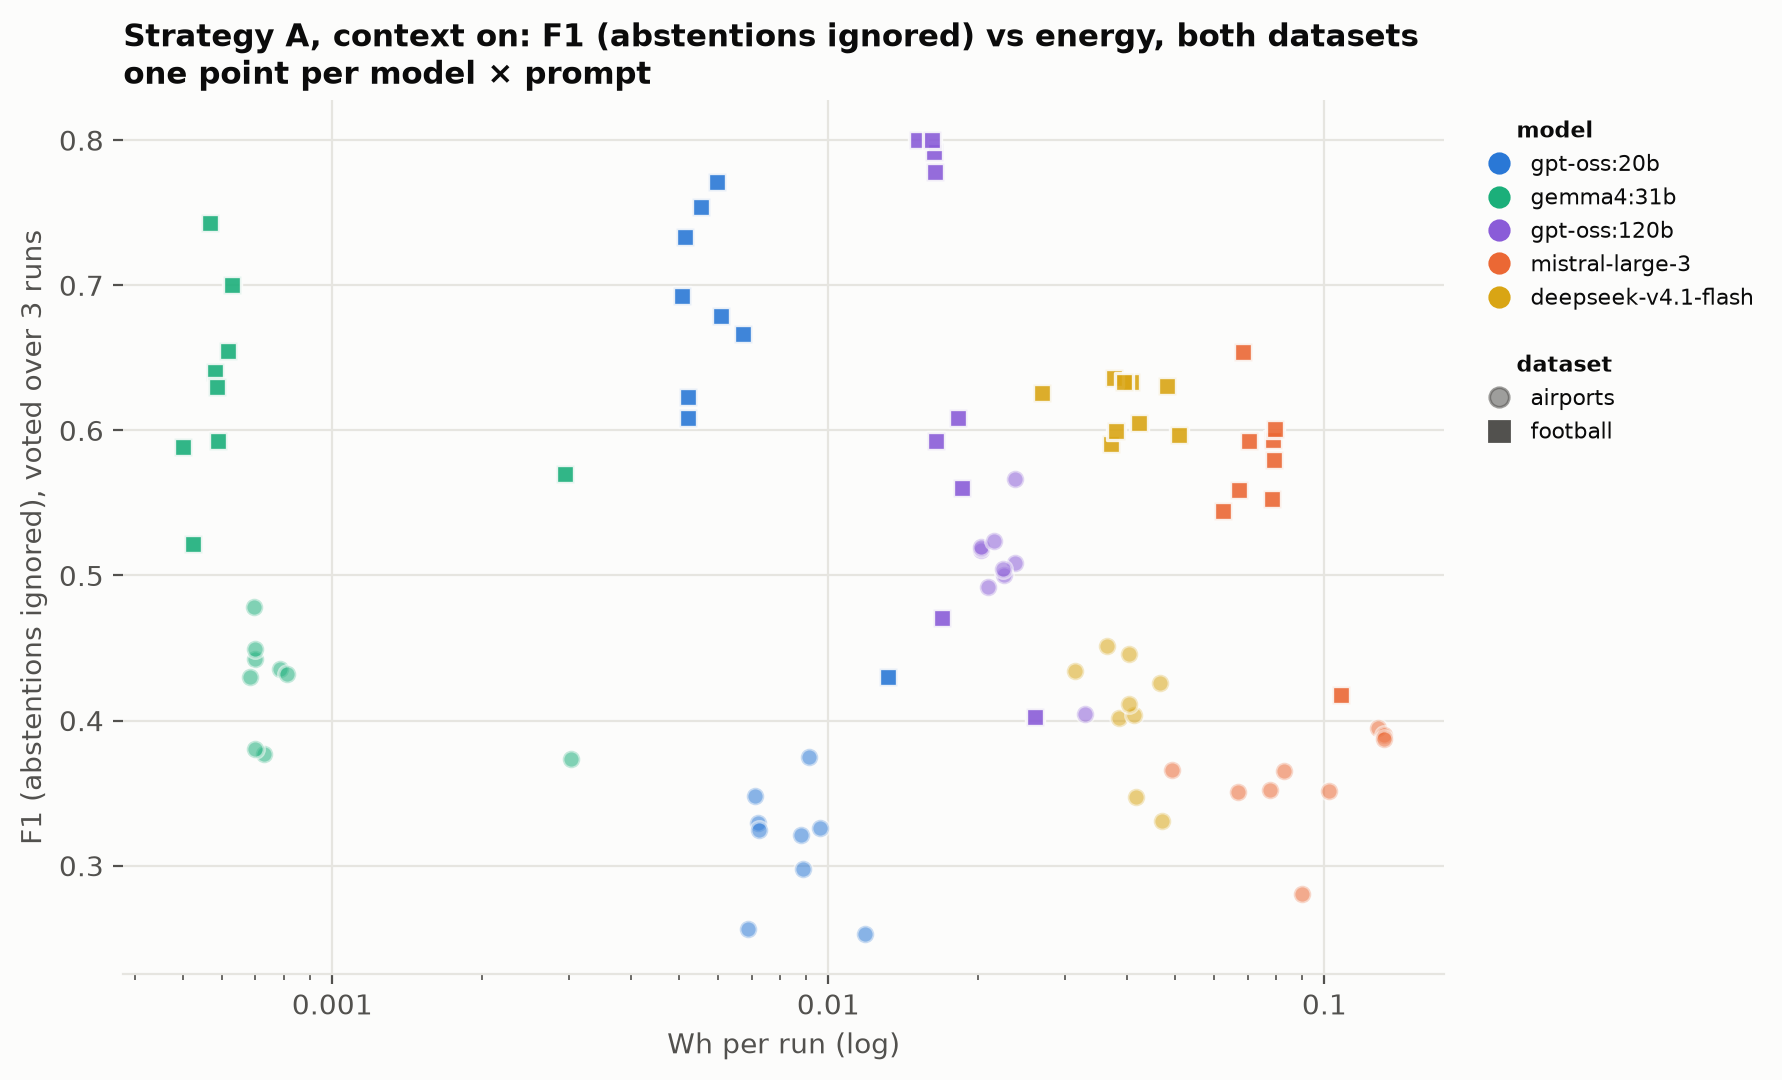 Strategy A, context on: F1 (abstentions ignored) vs energy, both datasets
one point per model × prompt
F1 (abstentions ignored), voted over 3 runs
0.8
0.7
0.6
0.5
0.4
0.3
0.001
0.01
0.1
Wh per run (log)
model
gpt-oss:20b
gemma4:31b
gpt-oss:120b
mistral-large-3
deepseek-v4.1-flash
dataset
airports
football